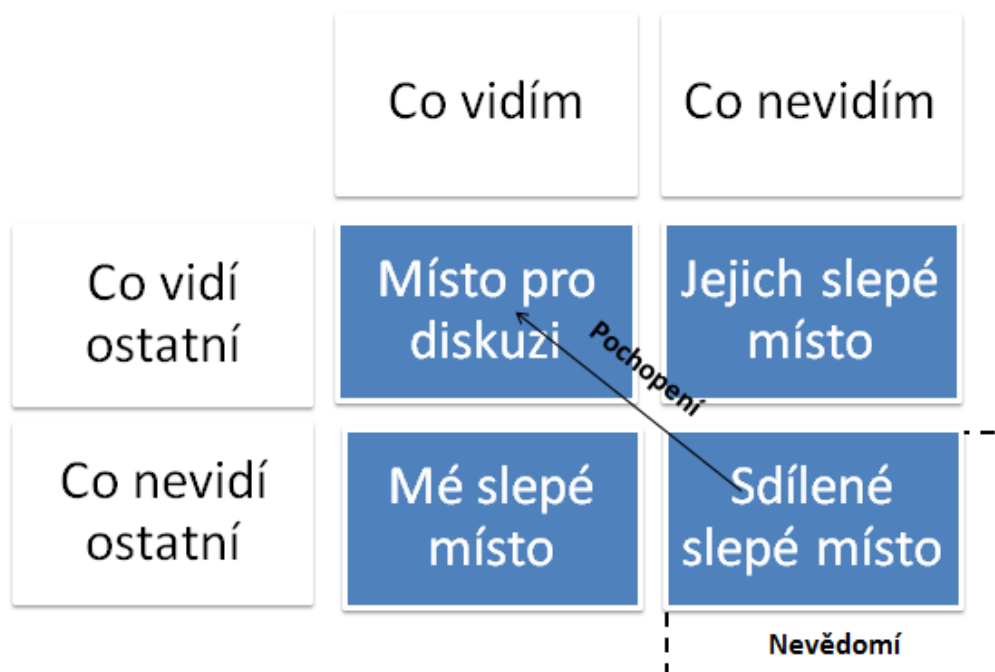 Co vidím
Co nevidím
Co vidí
ostatní
Místo pro
diskuzi
Jejich slepé
místo
Pochopení
Co nevidí
ostatní
Mé slepé
místo
Sdílené
slepé místo
Nevědomí